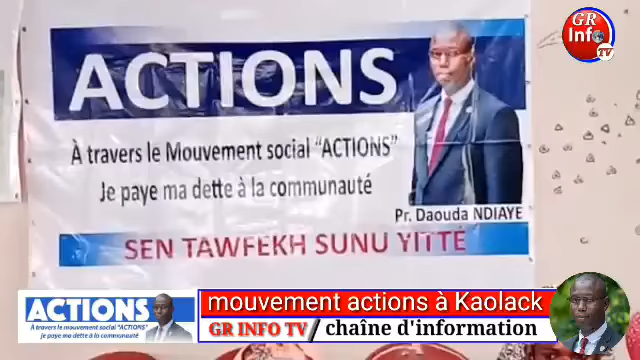 GR
Info
TV
ACTIONS
À travers le Mouvement social "ACTIONS"
Je paye ma dette à la communauté
Pr. Daouda NDIAYE
SEN TAWFEKH SUNU YITTÉ
ACTIONS
À travers le mouvement social "ACTIONS"
je paye ma dette à la communauté
mouvement actions à Kaolack
GR INFO TV / chaîne d'information